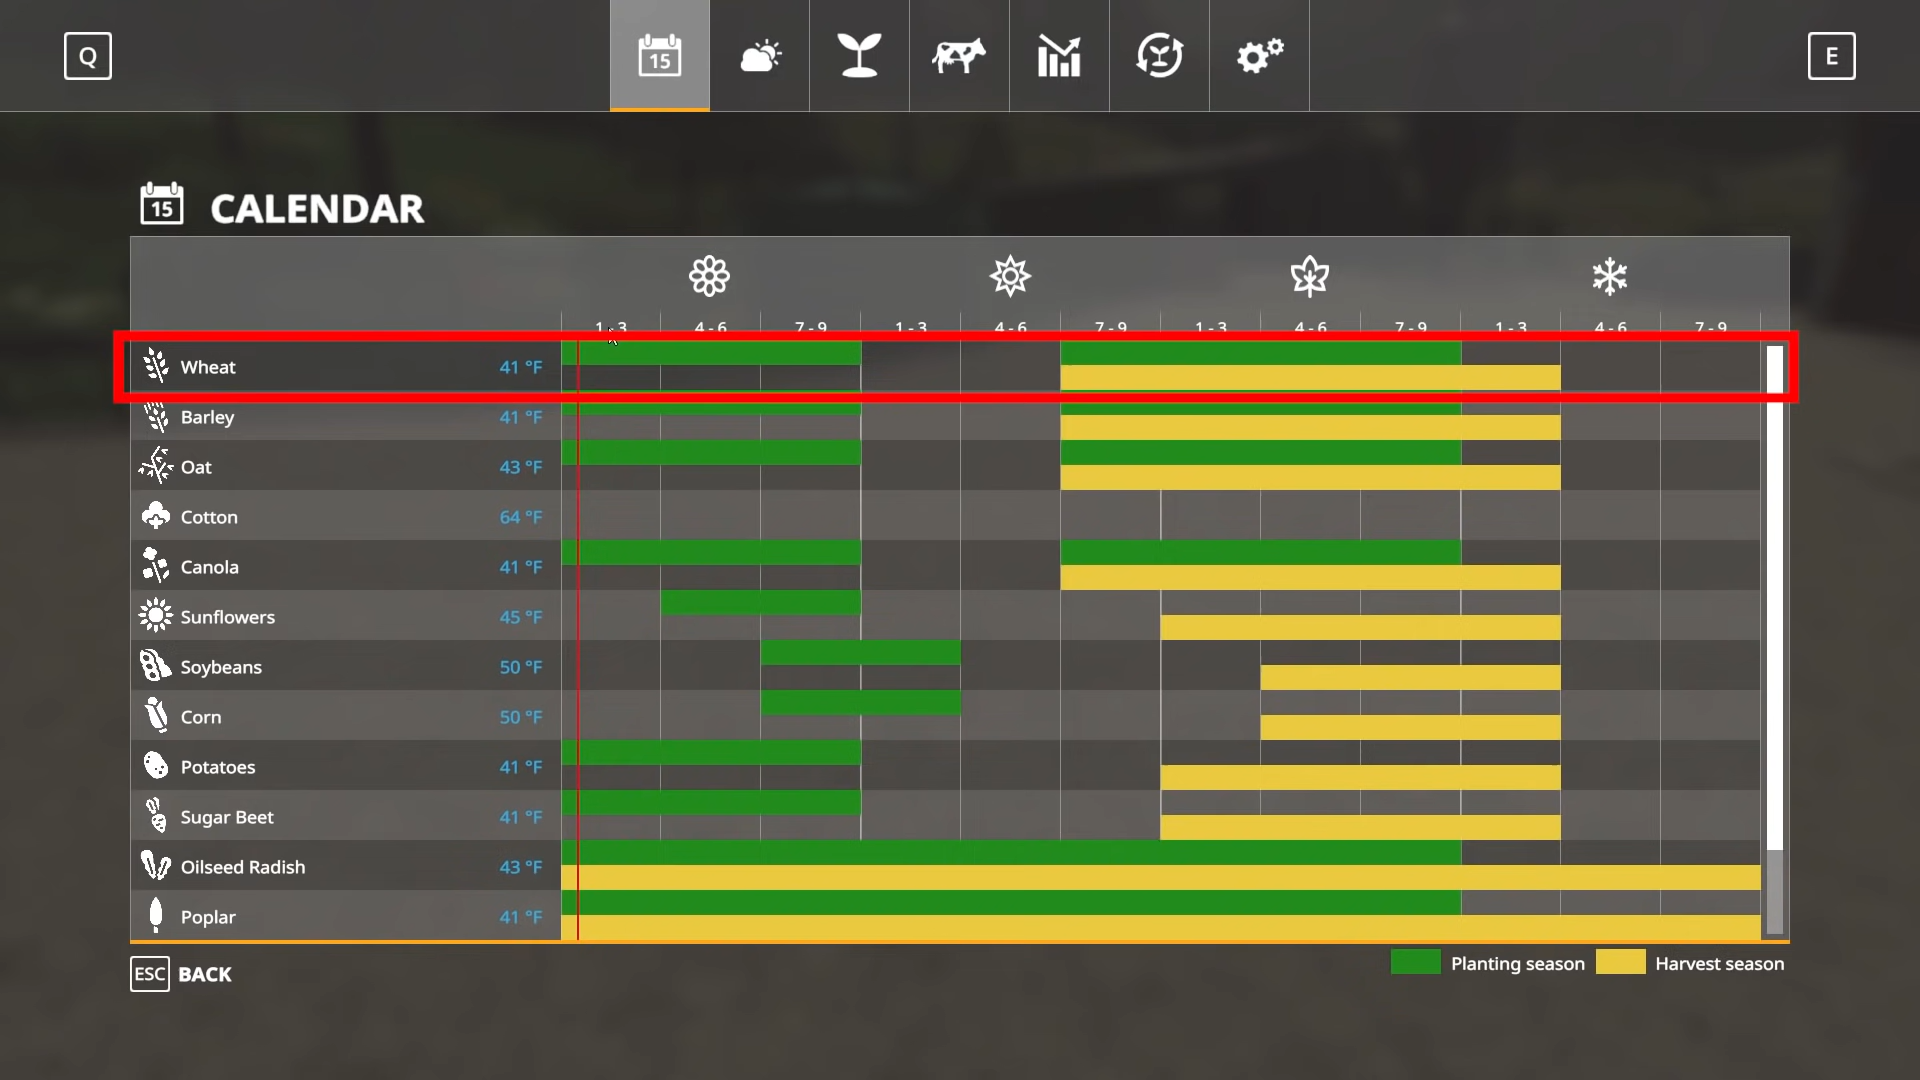 Q
15
E
15 CALENDAR
1 - 3 4 - 6 7 - 9 1 - 3 4 - 6 7 - 9 1 - 3 4 - 6 7 - 9 1 - 3 4 - 6 7 - 9
Wheat 41 °F
Barley 41 °F
Oat 43 °F
Cotton 64 °F
Canola 41 °F
Sunflowers 45 °F
Soybeans 50 °F
Corn 50 °F
Potatoes 41 °F
Sugar Beet 41 °F
Oilseed Radish 43 °F
Poplar 41 °F
ESC BACK
Planting season Harvest season